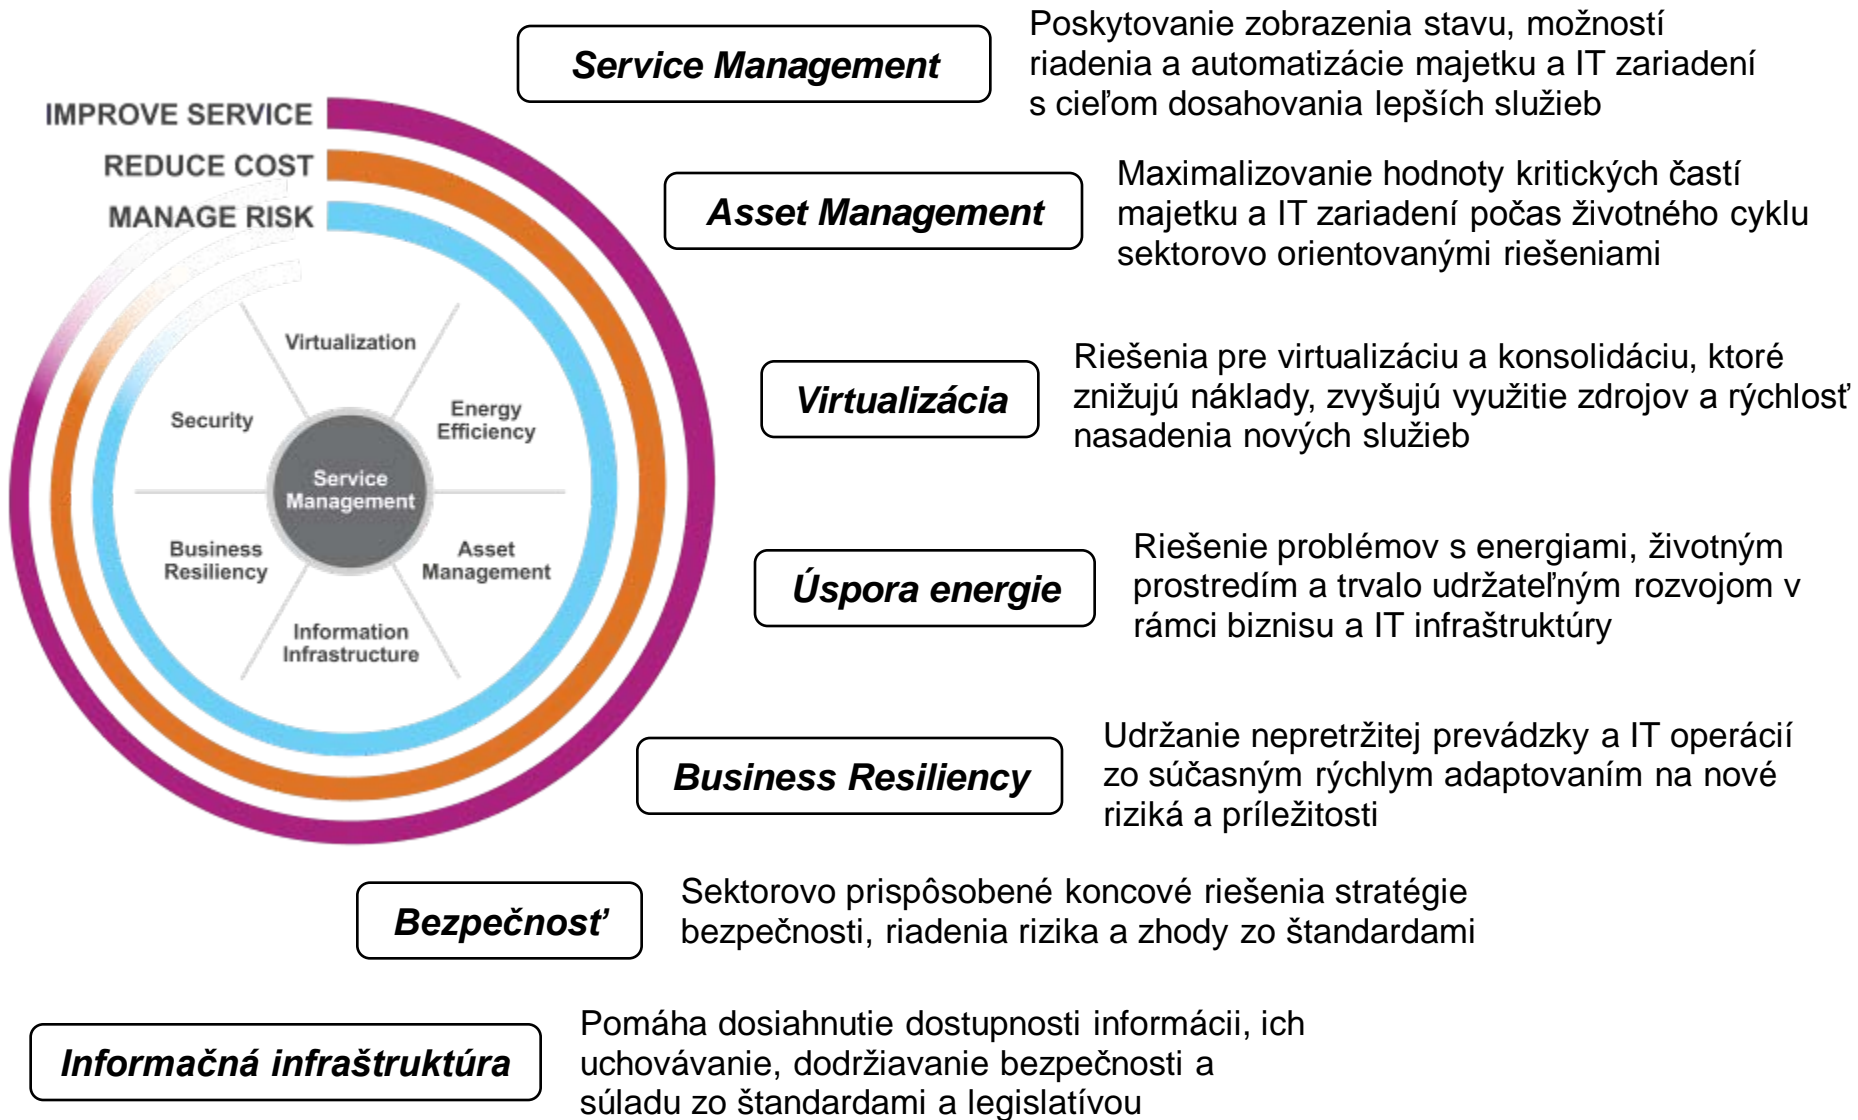 Service Management
Poskytovanie zobrazenia stavu, možností
riadenia a automatizácie majetku a IT zariadení
s cieľom dosahovania lepších služieb
IMPROVE SERVICE
REDUCE COST
MANAGE RISK
Virtualization
Security
Energy
Efficiency
Service
Management
Business
Resiliency
Asset
Management
Information
Infrastructure
Asset Management
Maximalizovanie hodnoty kritických častí
majetku a IT zariadení počas životného cyklu
sektorovo orientovanými riešeniami
Virtualizácia
Riešenia pre virtualizáciu a konsolidáciu, ktoré
znižujú náklady, zvyšujú využitie zdrojov a rýchlosť
nasadenia nových služieb
Úspora energie
Riešenie problémov s energiami, životným
prostredím a trvalo udržateľným rozvojom v
rámci biznisu a IT infraštruktúry
Business Resiliency
Udržanie nepretržitej prevádzky a IT operácií
zo súčasným rýchlym adaptovaním na nové
riziká a príležitosti
Bezpečnosť
Sektorovo prispôsobené koncové riešenia stratégie
bezpečnosti, riadenia rizika a zhody zo štandardami
Informačná infraštruktúra
Pomáha dosiahnutie dostupnosti informácii, ich
uchovávanie, dodržiavanie bezpečnosti a
súladu zo štandardami a legislatívou